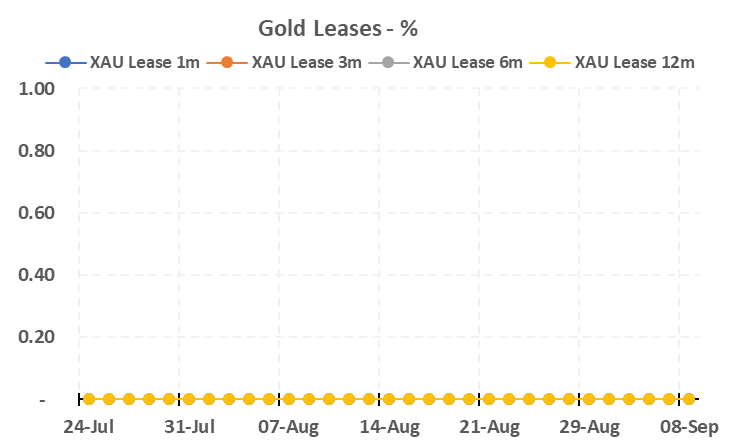 Gold Leases - %
XAU Lease 1m XAU Lease 3m XAU Lease 6m XAU Lease 12m
1.00
0.80
0.60
0.40
0.20
-
24-Jul 31-Jul 07-Aug 14-Aug 21-Aug 29-Aug 08-Sep